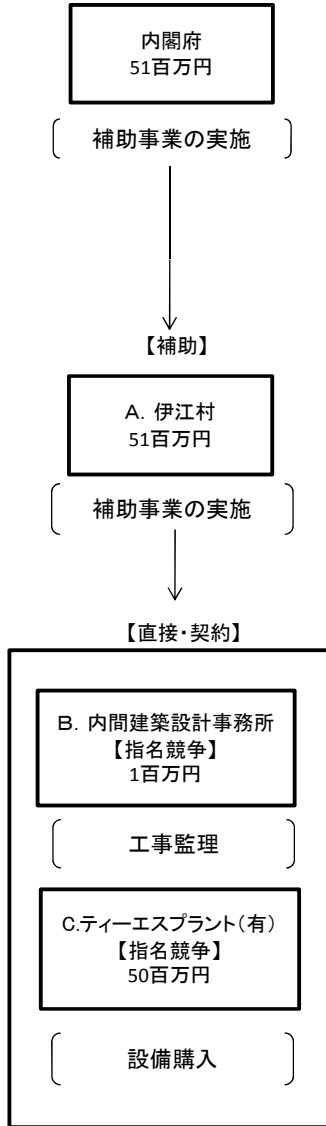 内閣府
51百万円
補助事業の実施
【補助】
A．伊江村
51百万円
補助事業の実施
【直接・契約】
B．内間建築設計事務所
【指名競争】
1百万円
工事監理
C.ティーエスプラント（有）
【指名競争】
50百万円
設備購入